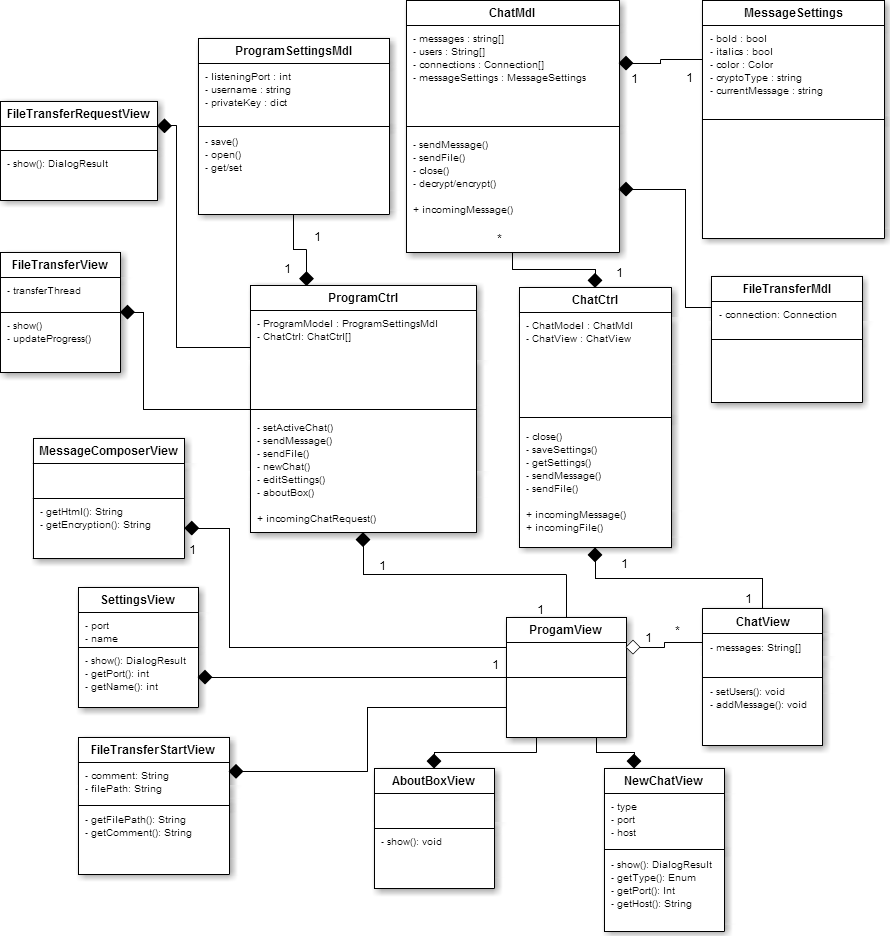 ChatMdl
- messages : string[]
- users : String[]
- connections : Connection[]
- messageSettings : MessageSettings
- sendMessage()
- sendFile()
- close()
- decrypt/encrypt()
+ incomingMessage()
*
MessageSettings
- bold : bool
- italics : bool
- color : Color
- cryptoType : string
- currentMessage : string
1
1
ProgramSettingsMdl
- listeningPort : int
- username : string
- privateKey : dict
- save()
- open()
- get/set
1
1
FileTransferRequestView
- show(): DialogResult
FileTransferView
- transferThread
- show()
- updateProgress()
ProgramCtrl
- ProgramModel : ProgramSettingsMdl
- ChatCtrl: ChatCtrl[]
- setActiveChat()
- sendMessage()
- sendFile()
- newChat()
- editSettings()
- aboutBox()
+ incomingChatRequest()
1
1
ChatCtrl
- ChatModel : ChatMdl
- ChatView : ChatView
- close()
- saveSettings()
- getSettings()
- sendMessage()
- sendFile()
+ incomingMessage()
+ incomingFile()
1
1
1
FileTransferMdl
- connection: Connection
MessageComposerView
- getHtml(): String
- getEncryption(): String
1
SettingsView
- port
- name
- show(): DialogResult
- getPort(): int
- getName(): int
1
ProgamView
1
*
ChatView
- messages: String[]
- setUsers(): void
- addMessage(): void
FileTransferStartView
- comment: String
- filePath: String
- getFilePath(): String
- getComment(): String
AboutBoxView
- show(): void
NewChatView
- type
- port
- host
- show(): DialogResult
- getType(): Enum
- getPort(): Int
- getHost(): String